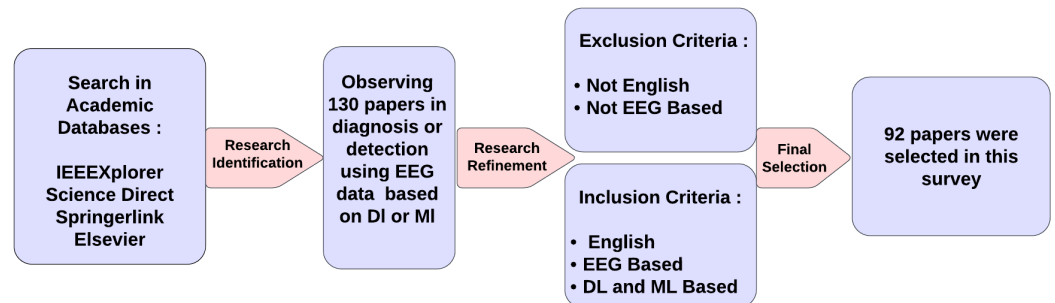 Search in
Academic
Databases :
IEEEXplorer
Science Direct
Springerlink
Elsevier
Research
Identification
Observing
130 papers in
diagnosis or
detection
using EEG
data based
on Dl or Ml
Research
Refinement
Exclusion Criteria :
• Not English
• Not EEG Based
Inclusion Criteria :
• English
• EEG Based
• DL and ML Based
Final
Selection
92 papers were
selected in this
survey